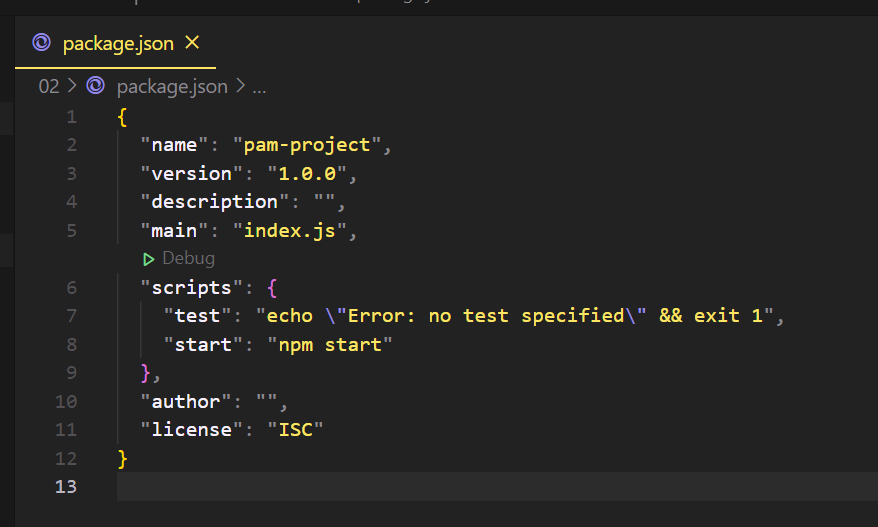 package.json ×
02 > package.json > ...
1 {
2 "name": "pam-project",
3 "version": "1.0.0",
4 "description": "",
5 "main": "index.js",
Debug
6 "scripts": {
7 "test": "echo \"Error: no test specified\" && exit 1",
8 "start": "npm start"
9 },
10 "author": "",
11 "license": "ISC"
12 }
13